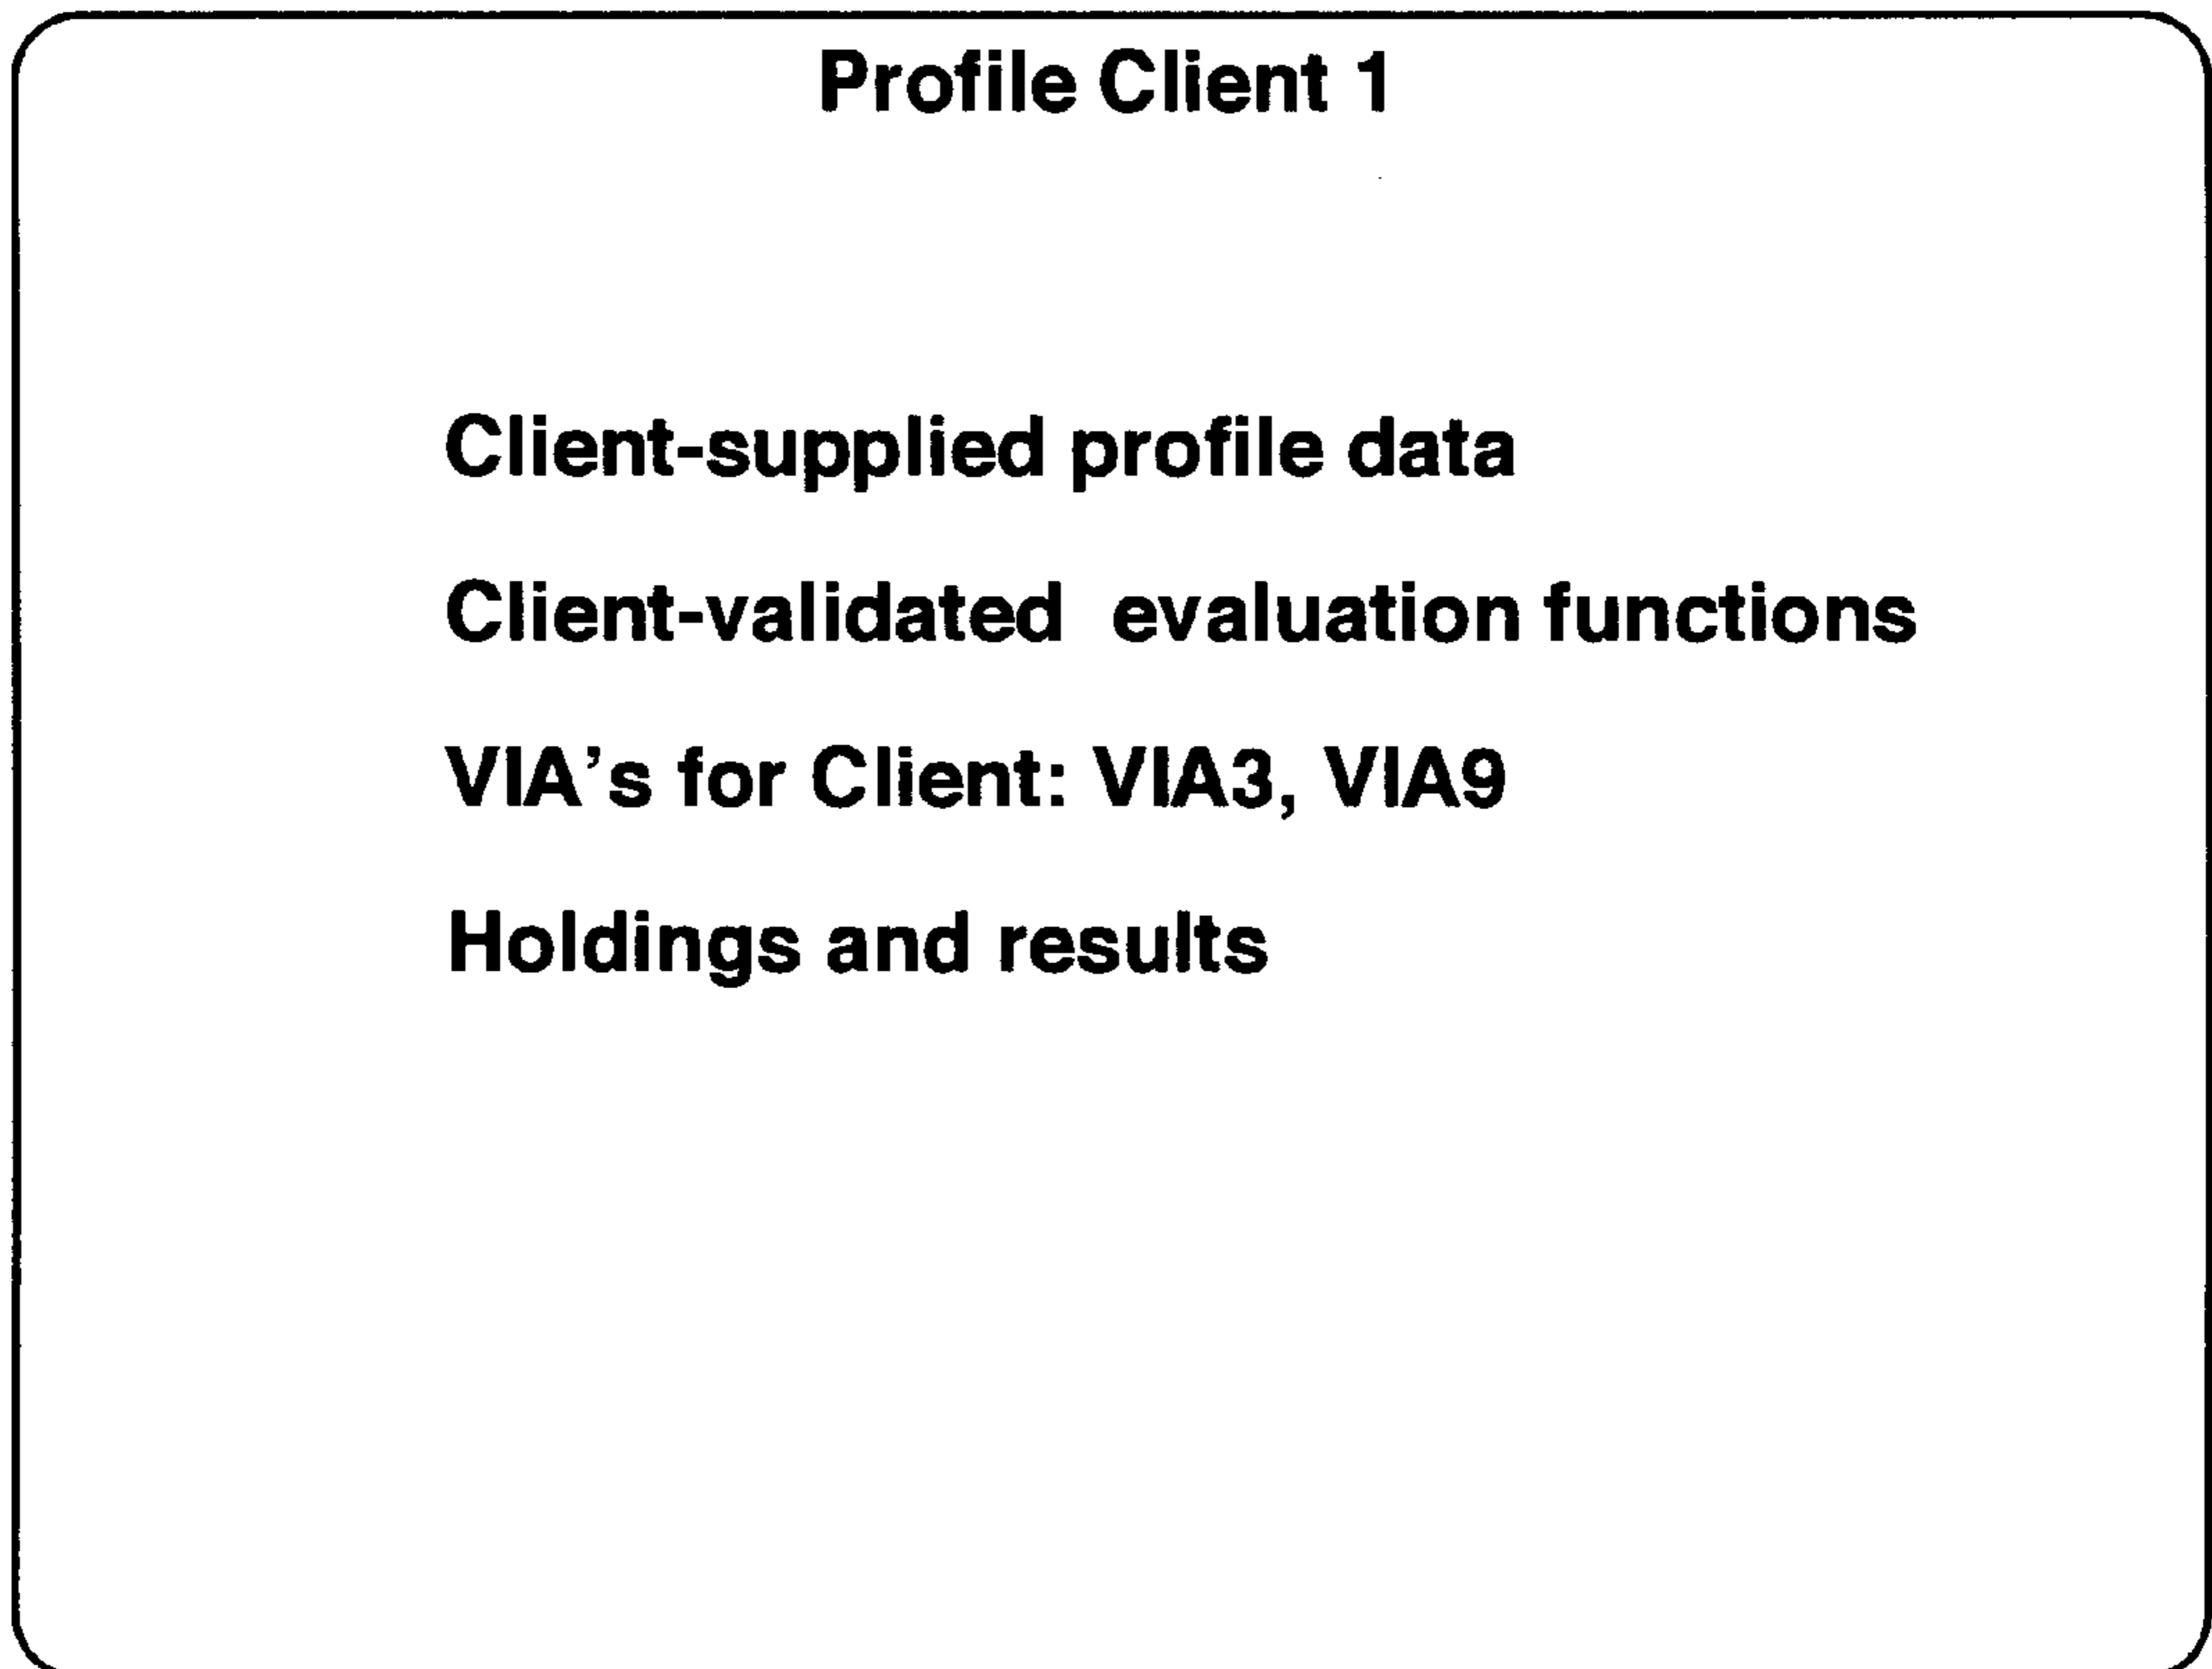 Profile Client 1
Client-supplied profile data
Client-validated evaluation functions
VIA's for Client: VIA3, VIA9
Holdings and results